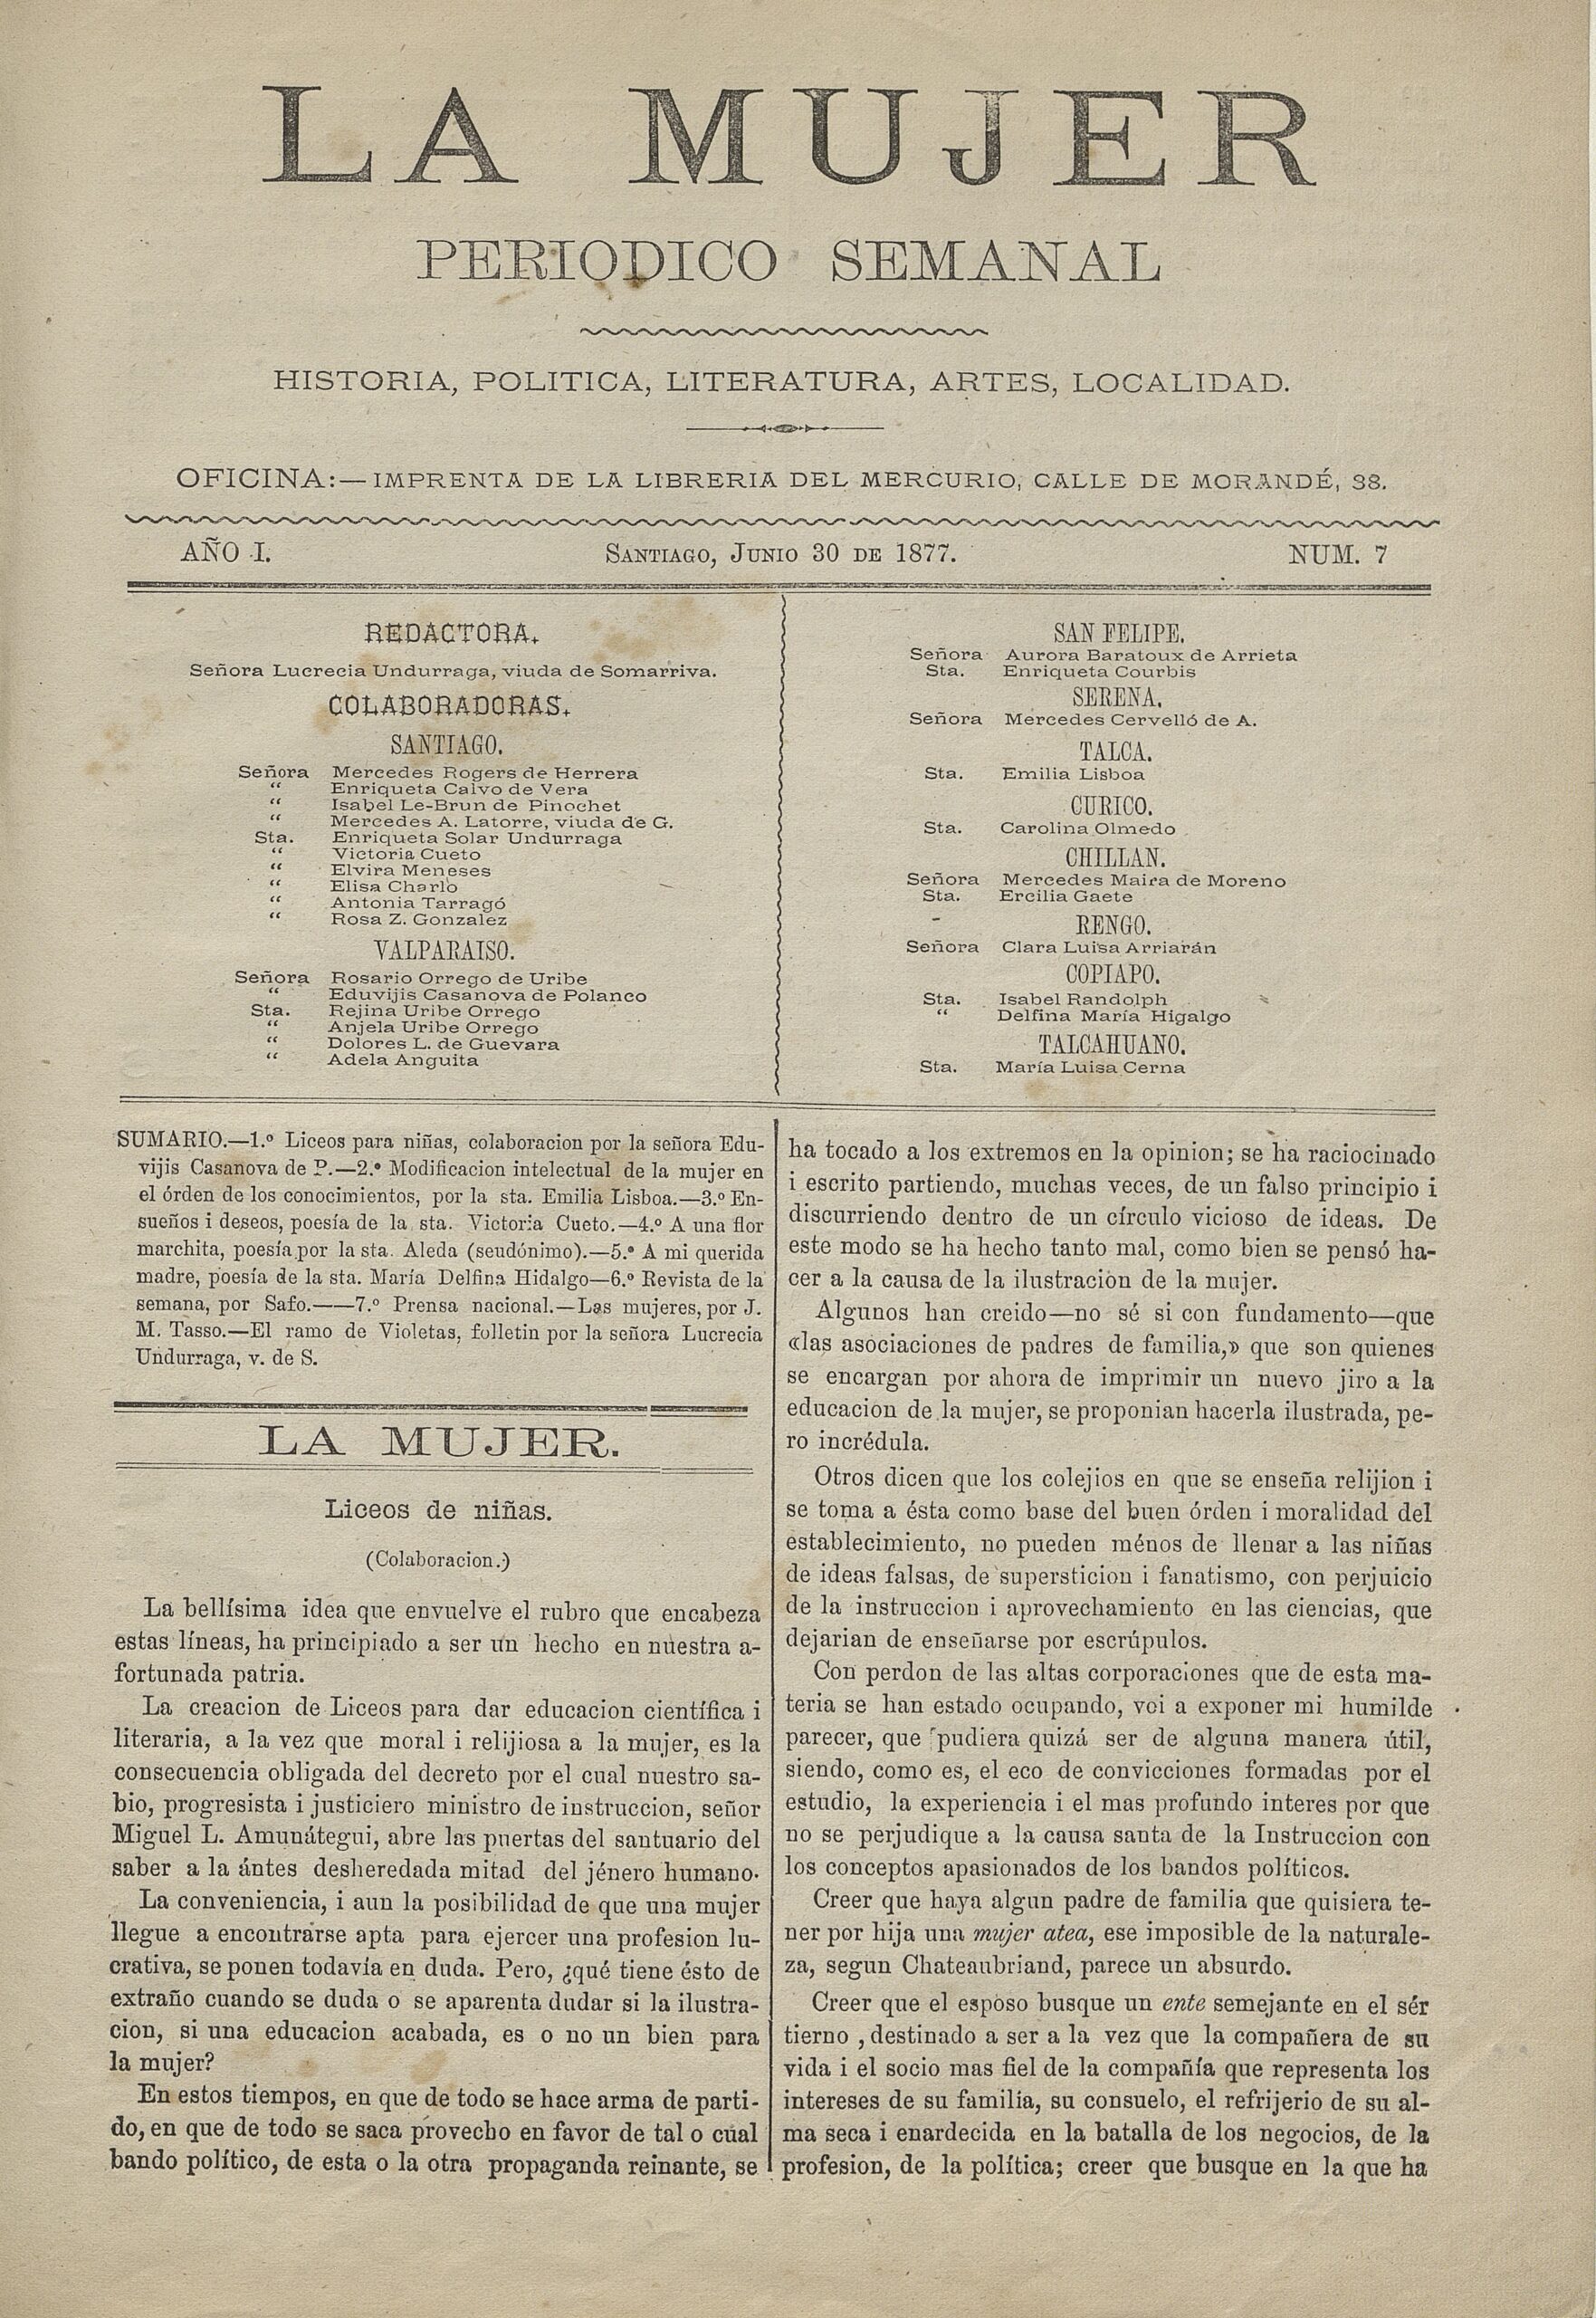 LA MUJER
PERIODICO SEMANAL
HISTORIA, POLITICA, LITERATURA, ARTES, LOCALIDAD.
OFICINA:—IMPRENTA DE LA LIBRERIA DEL MERCURIO, CALLE DE MORANDÉ, 38.
AÑO I. SANTIAGO, JUNIO 30 DE 1877. NUM. 7
REDACTORA.
Señora Lucrecia Undurraga, viuda de Somarriva.
COLABORADORAS.
SANTIAGO.
Señora Mercedes Rogers de Herrera
“ Enriqueta Calvo de Vera
“ Isabel Le-Brun de Pinochet
“ Mercedes A. Latorre, viuda de G.
Sta. Enriqueta Solar Undurraga
“ Victoria Cueto
“ Elvira Meneses
“ Elisa Charlo
“ Antonia Tarragó
“ Rosa Z. Gonzalez
VALPARAISO.
Señora Rosario Orrego de Uribe
“ Eduvijis Casanova de Polanco
Sta. Rejina Uribe Orrego
“ Anjela Uribe Orrego
“ Dolores L. de Guevara
“ Adela Anguita
SAN FELIPE.
Señora Aurora Baratoux de Arrieta
Sta. Enriqueta Courbis
SERENA.
Señora Mercedes Cervelló de A.
TALCA.
Sta. Emilia Lisboa
CURICO.
Sta. Carolina Olmedo
CHILLAN.
Señora Mercedes Maira de Moreno
Sta. Ercilia Gaete
RENGO.
Señora Clara Luisa Arriarán
COPIAPO.
Sta. Isabel Randolph
“ Delfina María Higalgo
TALCAHUANO.
Sta. María Luisa Cerna
SUMARIO.—1.º Liceos para niñas, colaboracion por la señora Edu-
vijis Casanova de P.—2.º Modificacion intelectual de la mujer en
el órden de los conocimientos, por la sta. Emilia Lisboa.—3.º En-
sueños i deseos, poesía de la sta. Victoria Cueto.—4.º A una flor
marchita, poesía por la sta. Aleda (seudónimo).—5.º A mi querida
madre, poesía de la sta. María Delfina Hidalgo—6.º Revista de la
semana, por Safo.——7.º Prensa nacional.—Las mujeres, por J.
M. Tasso.—El ramo de Violetas, folletin por la señora Lucrecia
Undurraga, v. de S.
LA MUJER.
Liceos de niñas.
(Colaboracion.)
La bellísima idea que envuelve el rubro que encabeza
estas líneas, ha principiado a ser un hecho en nuestra a-
fortunada patria.
La creacion de Liceos para dar educacion científica i
literaria, a la vez que moral i relijiosa a la mujer, es la
consecuencia obligada del decreto por el cual nuestro sa-
bio, progresista i justiciero ministro de instruccion, señor
Miguel L. Amunátegui, abre las puertas del santuario del
saber a la ántes desheredada mitad del jénero humano.
La conveniencia, i aun la posibilidad de que una mujer
llegue a encontrarse apta para ejercer una profesion lu-
crativa, se ponen todavía en duda. Pero, ¿qué tiene ésto de
extraño cuando se duda o se aparenta dudar si la ilustra-
cion, si una educacion acabada, es o no un bien para
la mujer?
En estos tiempos, en que de todo se hace arma de parti-
do, en que de todo se saca provecho en favor de tal o cual
bando político, de esta o la otra propaganda reinante, se
ha tocado a los extremos en la opinion; se ha raciocinado
i escrito partiendo, muchas veces, de un falso principio i
discurriendo dentro de un círculo vicioso de ideas. De
este modo se ha hecho tanto mal, como bien se pensó ha-
cer a la causa de la ilustracion de la mujer.
Algunos han creido—no sé si con fundamento—que
«las asociaciones de padres de familia,» que son quienes
se encargan por ahora de imprimir un nuevo jiro a la
educacion de la mujer, se proponian hacerla ilustrada, pe-
ro incrédula.
Otros dicen que los colejios en que se enseña relijion i
se toma a ésta como base del buen órden i moralidad del
establecimiento, no pueden ménos de llenar a las niñas
de ideas falsas, de supersticion i fanatismo, con perjuicio
de la instruccion i aprovechamiento en las ciencias, que
dejarian de enseñarse por escrúpulos.
Con perdon de las altas corporaciones que de esta ma-
teria se han estado ocupando, voi a exponer mi humilde
parecer, que pudiera quizá ser de alguna manera útil,
siendo, como es, el eco de convicciones formadas por el
estudio, la experiencia i el mas profundo interes por que
no se perjudique a la causa santa de la Instruccion con
los conceptos apasionados de los bandos políticos.
Creer que haya algun padre de familia que quisiera te-
ner por hija una mujer atea, ese imposible de la naturale-
za, segun Chateaubriand, parece un absurdo.
Creer que el esposo busque un ente semejante en el sér
tierno , destinado a ser a la vez que la compañera de su
vida i el socio mas fiel de la compañía que representa los
intereses de su familia, su consuelo, el refrijerio de su al-
ma seca i enardecida en la batalla de los negocios, de la
profesion, de la política; creer que busque en la que ha